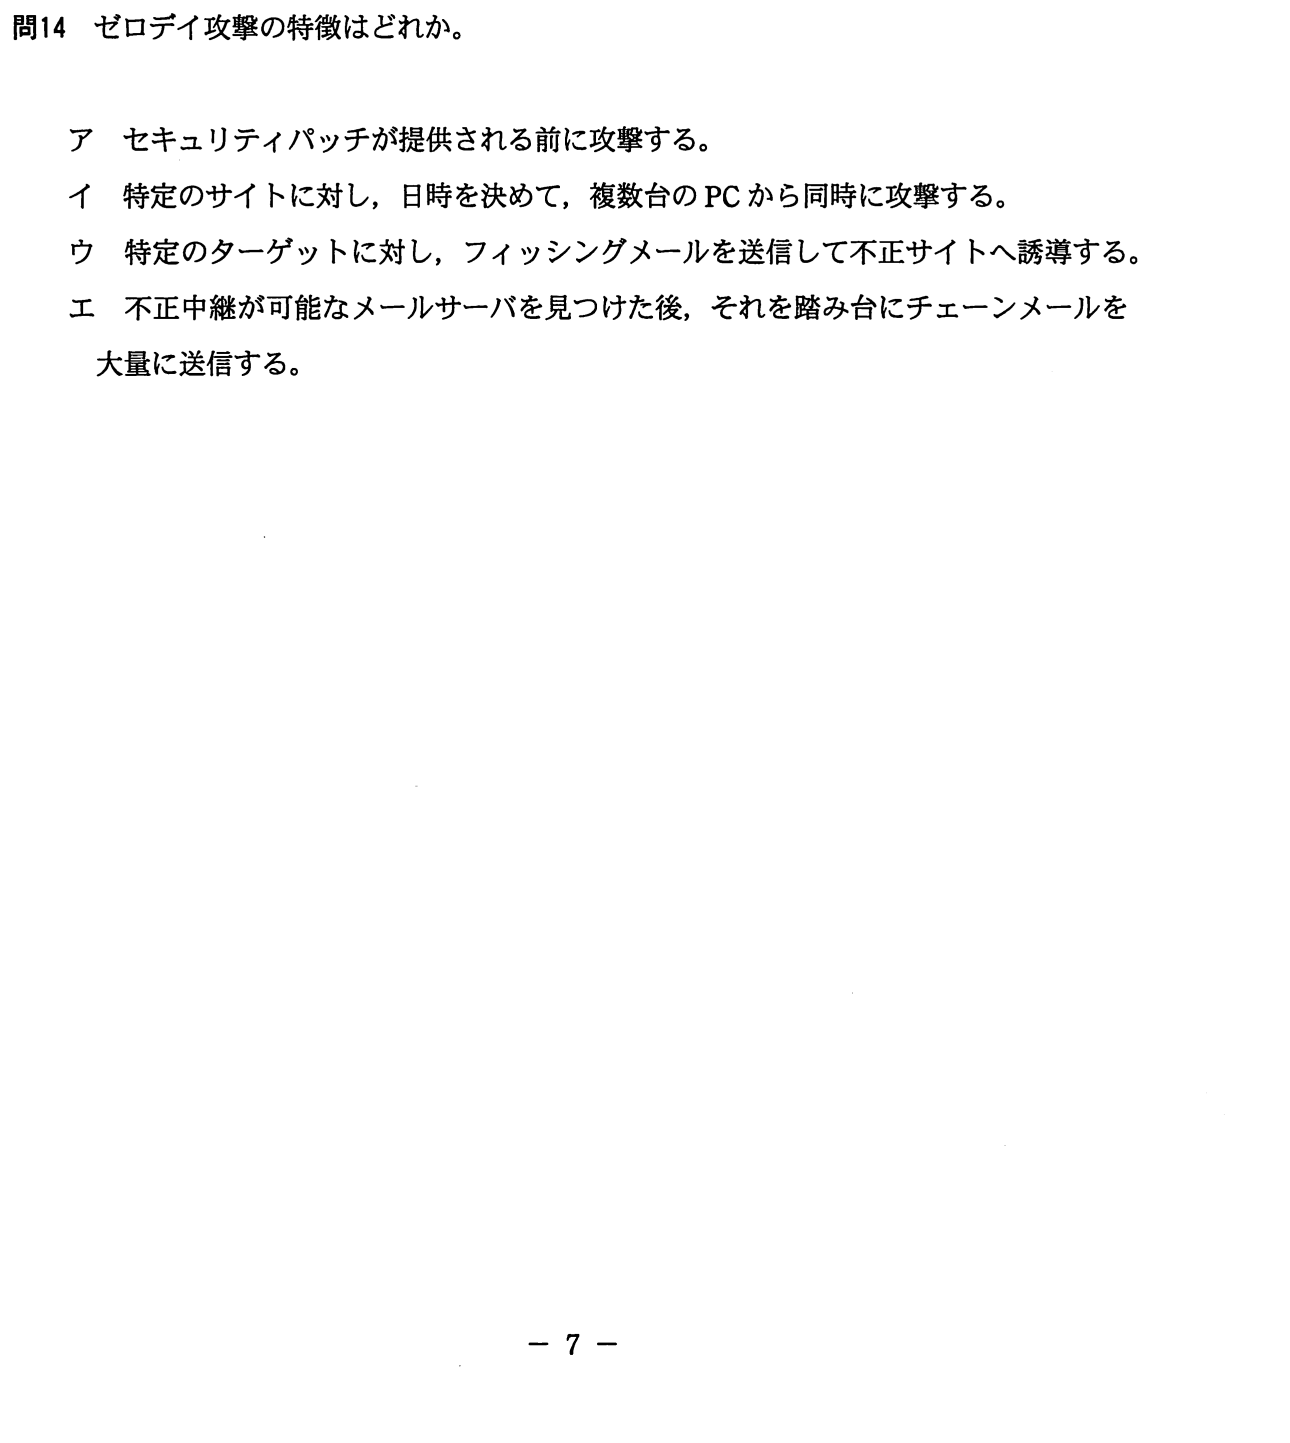 問14 ゼロデイ攻撃の特徴はどれか。
ア セキュリティパッチが提供される前に攻撃する。
イ 特定のサイトに対し，日時を決めて，複数台の PC から同時に攻撃する。
ウ 特定のターゲットに対し，フィッシングメールを送信して不正サイトへ誘導する。
エ 不正中継が可能なメールサーバを見つけた後，それを踏み台にチェーンメールを
大量に送信する。
－ 7 －